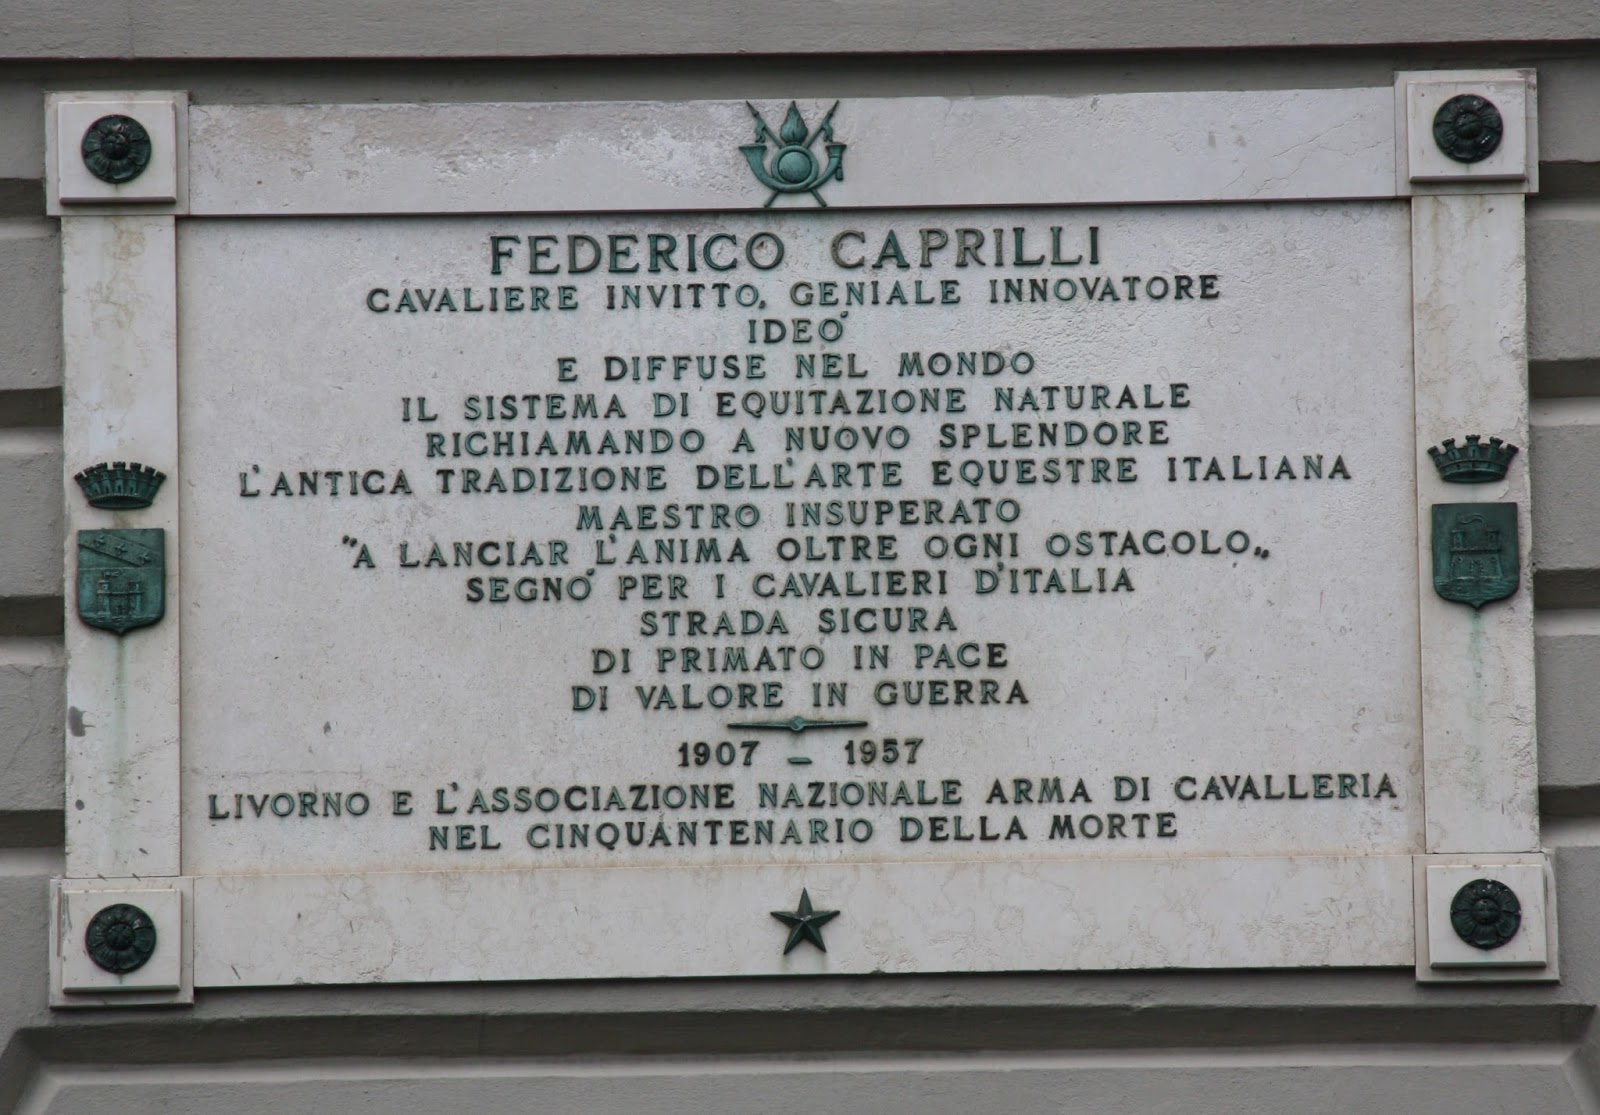 FEDERICO CAPRILLI
CAVALIERE INVITTO, GENIALE INNOVATORE
IDEO'
E DIFFUSE NEL MONDO
IL SISTEMA DI EQUITAZIONE NATURALE
RICHIAMANDO A NUOVO SPLENDORE
L'ANTICA TRADIZIONE DELL'ARTE EQUESTRE ITALIANA
MAESTRO INSUPERATO
"A LANCIAR L'ANIMA OLTRE OGNI OSTACOLO„
SEGNO' PER I CAVALIERI D'ITALIA
STRADA SICURA
DI PRIMATO IN PACE
DI VALORE IN GUERRA
1907 - 1957
LIVORNO E L'ASSOCIAZIONE NAZIONALE ARMA DI CAVALLERIA
NEL CINQUANTENARIO DELLA MORTE